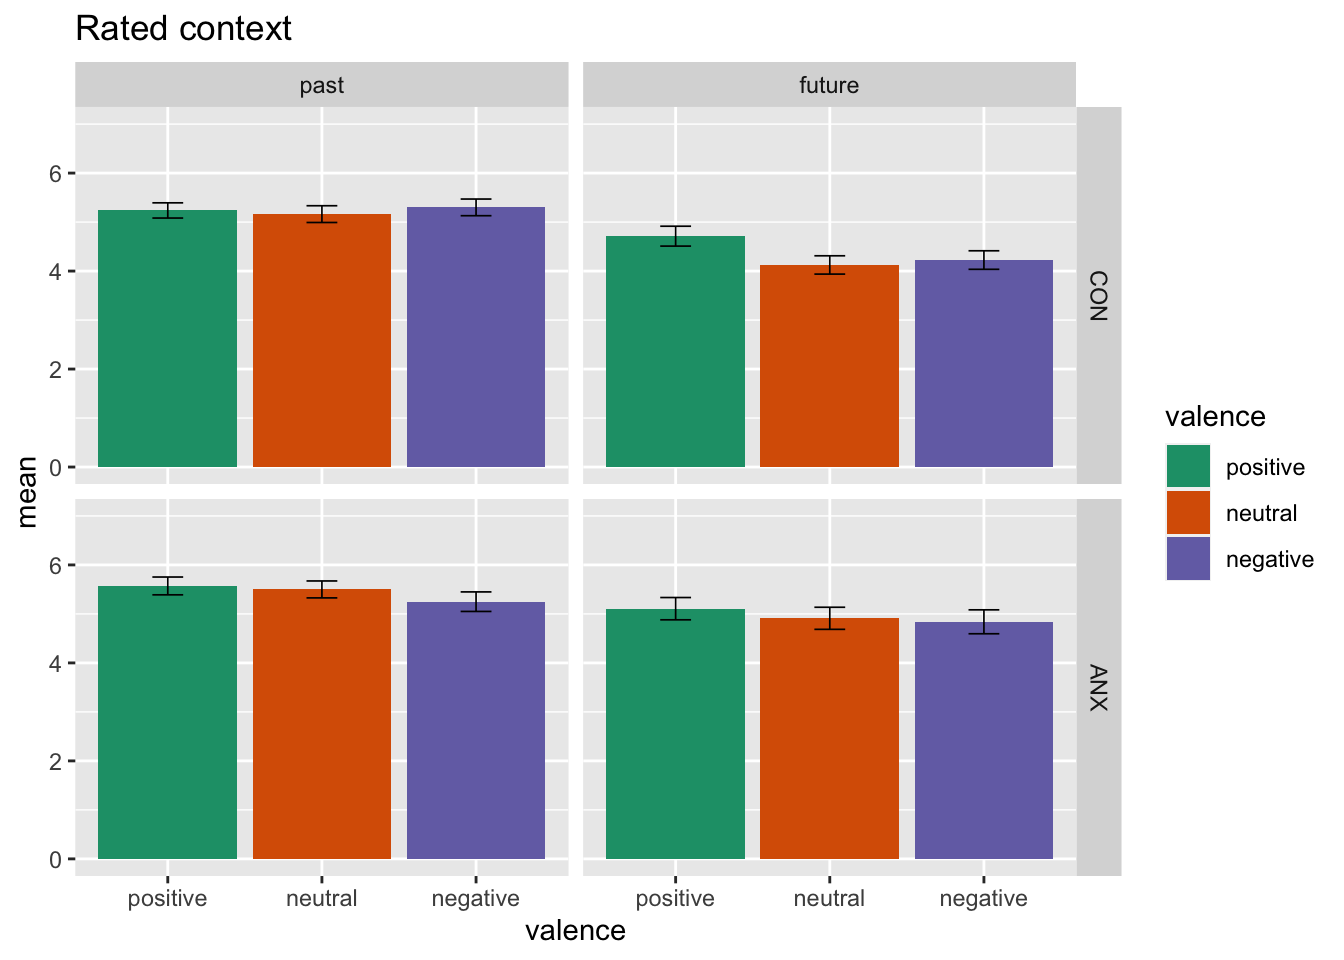 Rated context
past
future
6
4
2
0
CON
6
4
2
0
ANX
mean
positive
neutral
negative
positive
neutral
negative
valence
valence
positive
neutral
negative